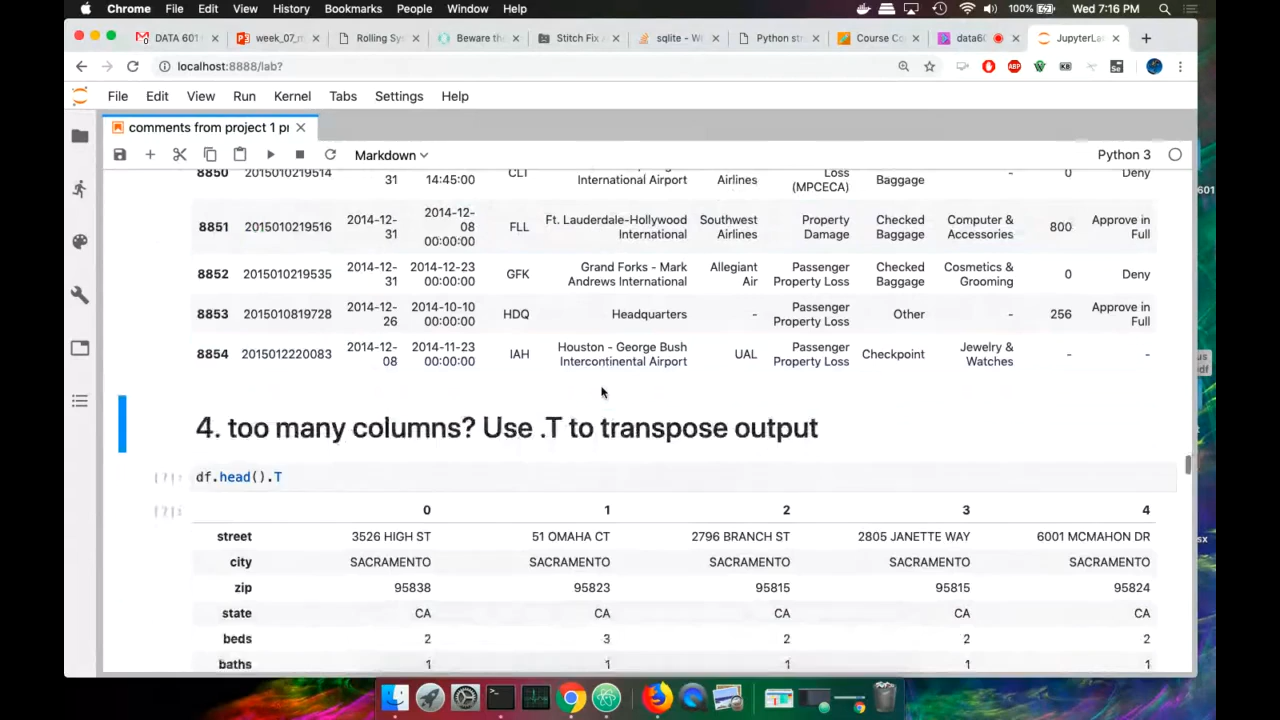 Chrome File Edit View History Bookmarks People Window Help 100% Wed 7:16 PM
DATA 601 week_07_ Rolling Sy Beware th Stitch Fix sqlite - Wi Python st Course Co data60 JupyterLa
localhost:8888/lab?
File Edit View Run Kernel Tabs Settings Help
comments from project 1 pr
Markdown Python 3
8850 2015010219514 31 14:45:00 CLT International Airport Airlines Loss (MPCECA) Baggage - 0 Deny
8851 2015010219516 2014-12-31 2014-12-08 00:00:00 FLL Ft. Lauderdale-Hollywood International Southwest Airlines Property Damage Checked Baggage Computer & Accessories 800 Approve in Full
8852 2015010219535 2014-12-31 2014-12-23 00:00:00 GFK Grand Forks - Mark Andrews International Allegiant Air Passenger Property Loss Checked Baggage Cosmetics & Grooming 0 Deny
8853 2015010819728 2014-12-26 2014-10-10 00:00:00 HDQ Headquarters - Passenger Property Loss Other - 256 Approve in Full
8854 2015012220083 2014-12-08 2014-11-23 00:00:00 IAH Houston - George Bush Intercontinental Airport UAL Passenger Property Loss Checkpoint Jewelry & Watches - -
4. too many columns? Use .T to transpose output
[7]: df.head().T
[7]: 0 1 2 3 4
street 3526 HIGH ST 51 OMAHA CT 2796 BRANCH ST 2805 JANETTE WAY 6001 MCMAHON DR
city SACRAMENTO SACRAMENTO SACRAMENTO SACRAMENTO SACRAMENTO
zip 95838 95823 95815 95815 95824
state CA CA CA CA CA
beds 2 3 2 2 2
baths 1 1 1 1 1